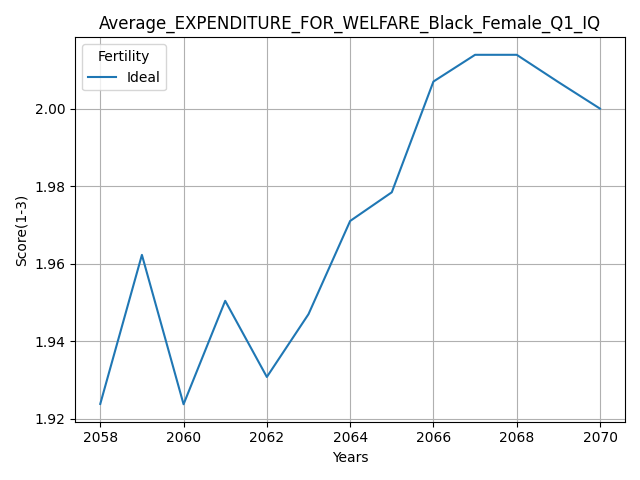 Average_EXPENDITURE_FOR_WELFARE_Black_Female_Q1_IQ
Fertility
Ideal
Score(1-3)
2.00
1.98
1.96
1.94
1.92
2058 2060 2062 2064 2066 2068 2070
Years